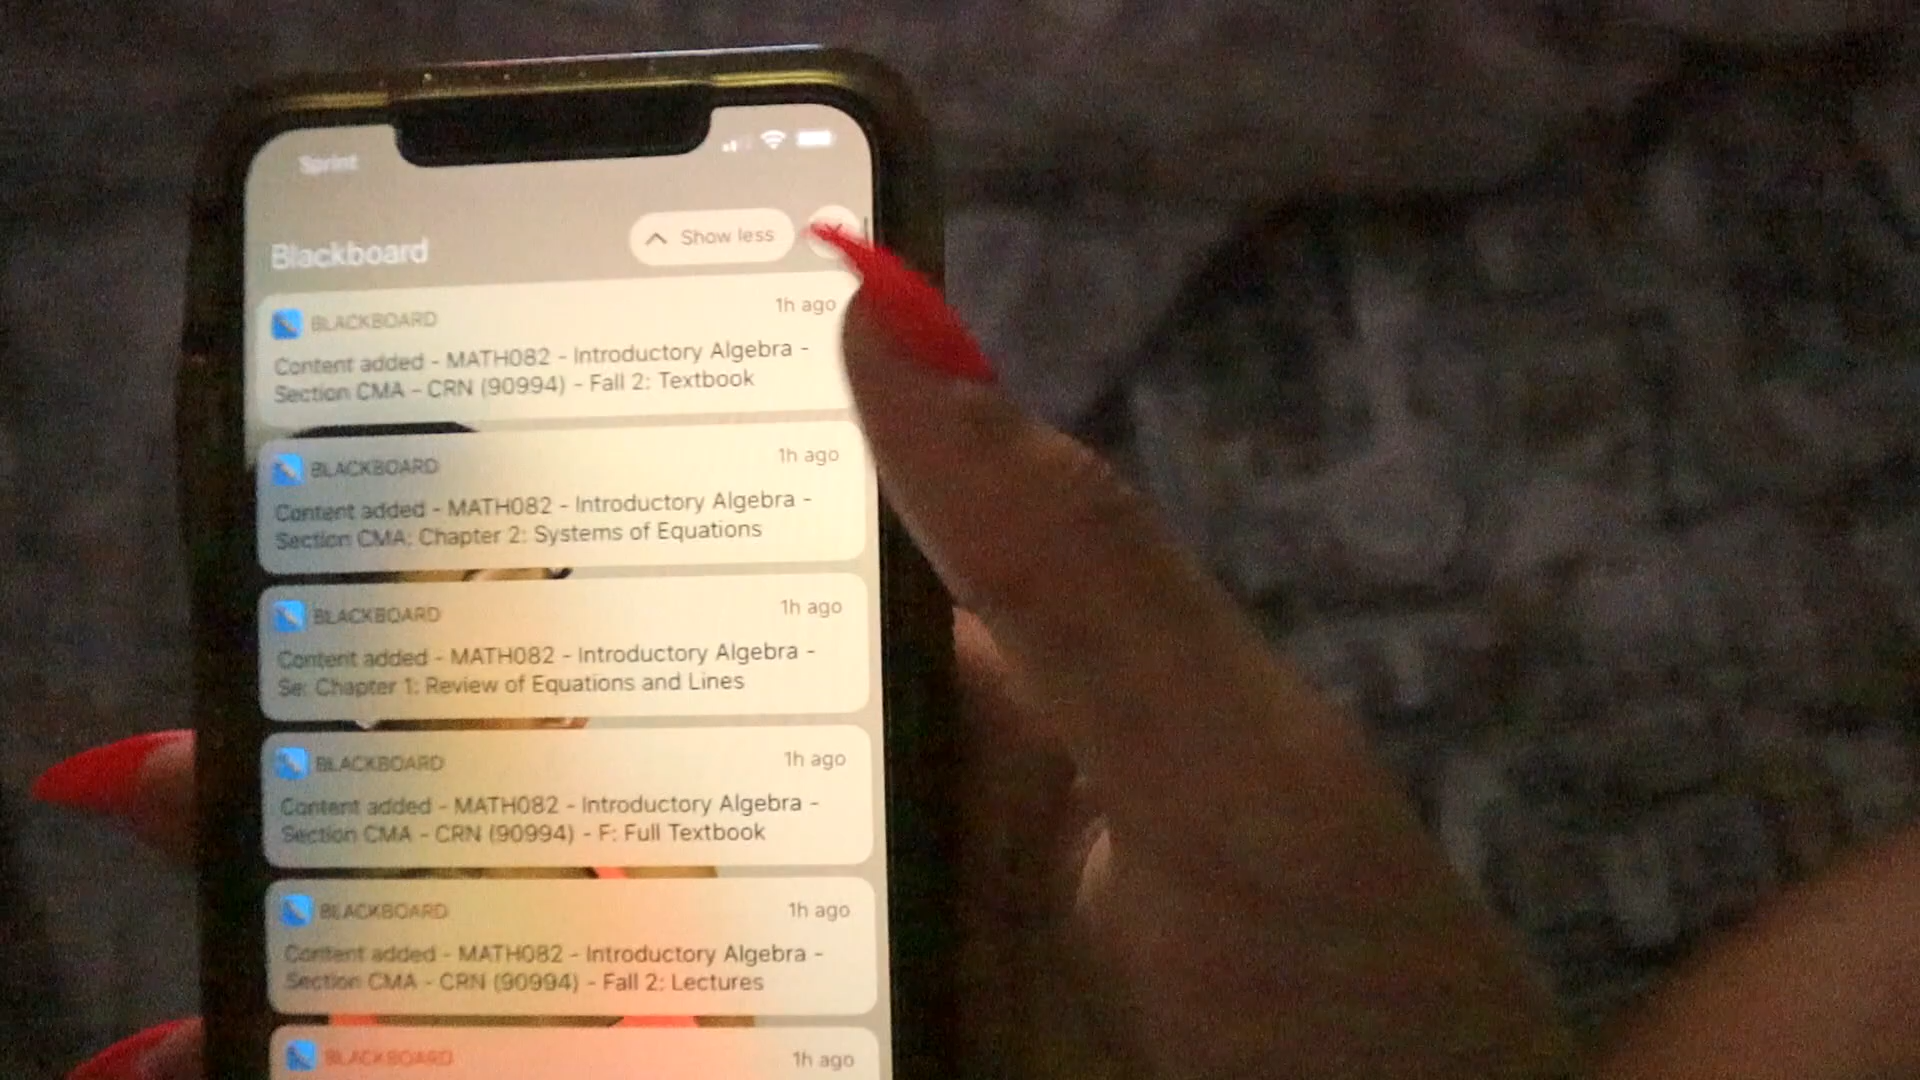 Sprint
Show less
Blackboard
BLACKBOARD
1h ago
Content added - MATH082 - Introductory Algebra -
Section CMA - CRN (90994) - Fall 2: Textbook
BLACKBOARD
1h ago
Content added - MATH082 - Introductory Algebra -
Section CMA: Chapter 2: Systems of Equations
BLACKBOARD
1h ago
Content added - MATH082 - Introductory Algebra -
Se: Chapter 1: Review of Equations and Lines
BLACKBOARD
1h ago
Content added - MATH082 - Introductory Algebra -
Section CMA - CRN (90994) - F: Full Textbook
BLACKBOARD
1h ago
Content added - MATH082 - Introductory Algebra -
Section CMA - CRN (90994) - Fall 2: Lectures
BLACKBOARD
1h ago